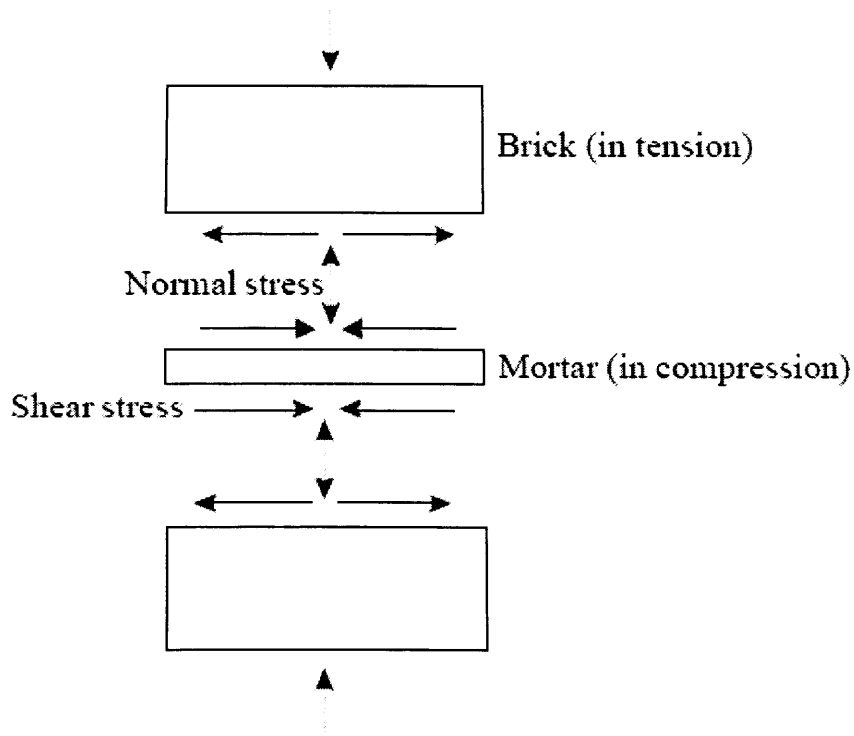 Brick (in tension)
Normal stress
Mortar (in compression)
Shear stress